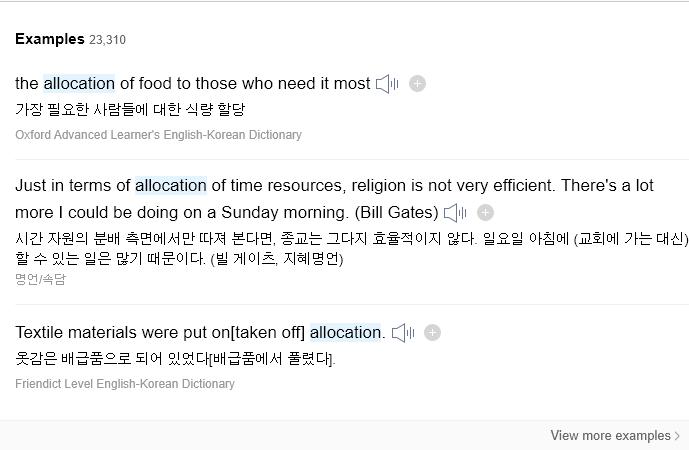 Examples 23,310
the allocation of food to those who need it most
가장 필요한 사람들에 대한 식량 할당
Oxford Advanced Learner's English-Korean Dictionary
Just in terms of allocation of time resources, religion is not very efficient. There's a lot
more I could be doing on a Sunday morning. (Bill Gates)
시간 자원의 분배 측면에서만 따져 본다면, 종교는 그다지 효율적이지 않다. 일요일 아침에 (교회에 가는 대신)
할 수 있는 일은 많기 때문이다. (빌 게이츠, 지혜명언)
명언/속담
Textile materials were put on[taken off] allocation.
옷감은 배급품으로 되어 있었다[배급품에서 풀렸다].
Friendict Level English-Korean Dictionary
View more examples